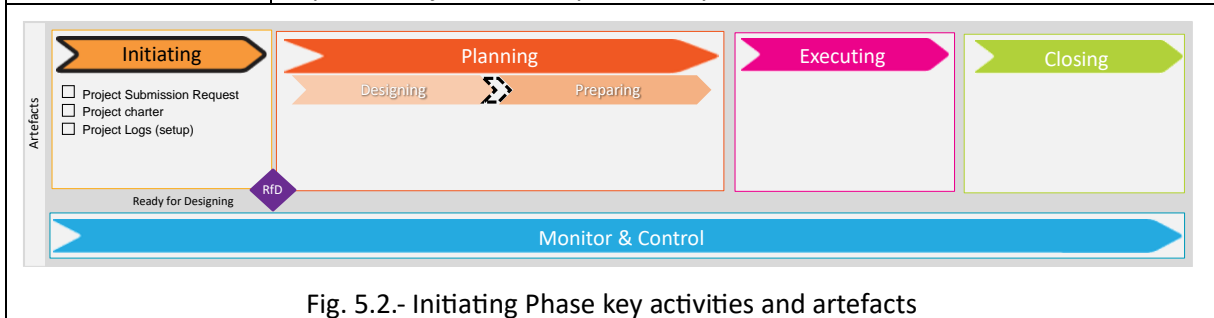 Initiating
Planning
Executing
Closing
Designing
Preparing
Artefacts
Project Submission Request
Project charter
Project Logs (setup)
RfD
Ready for Designing
Monitor & Control
Fig. 5.2.- Initiating Phase key activities and artefacts